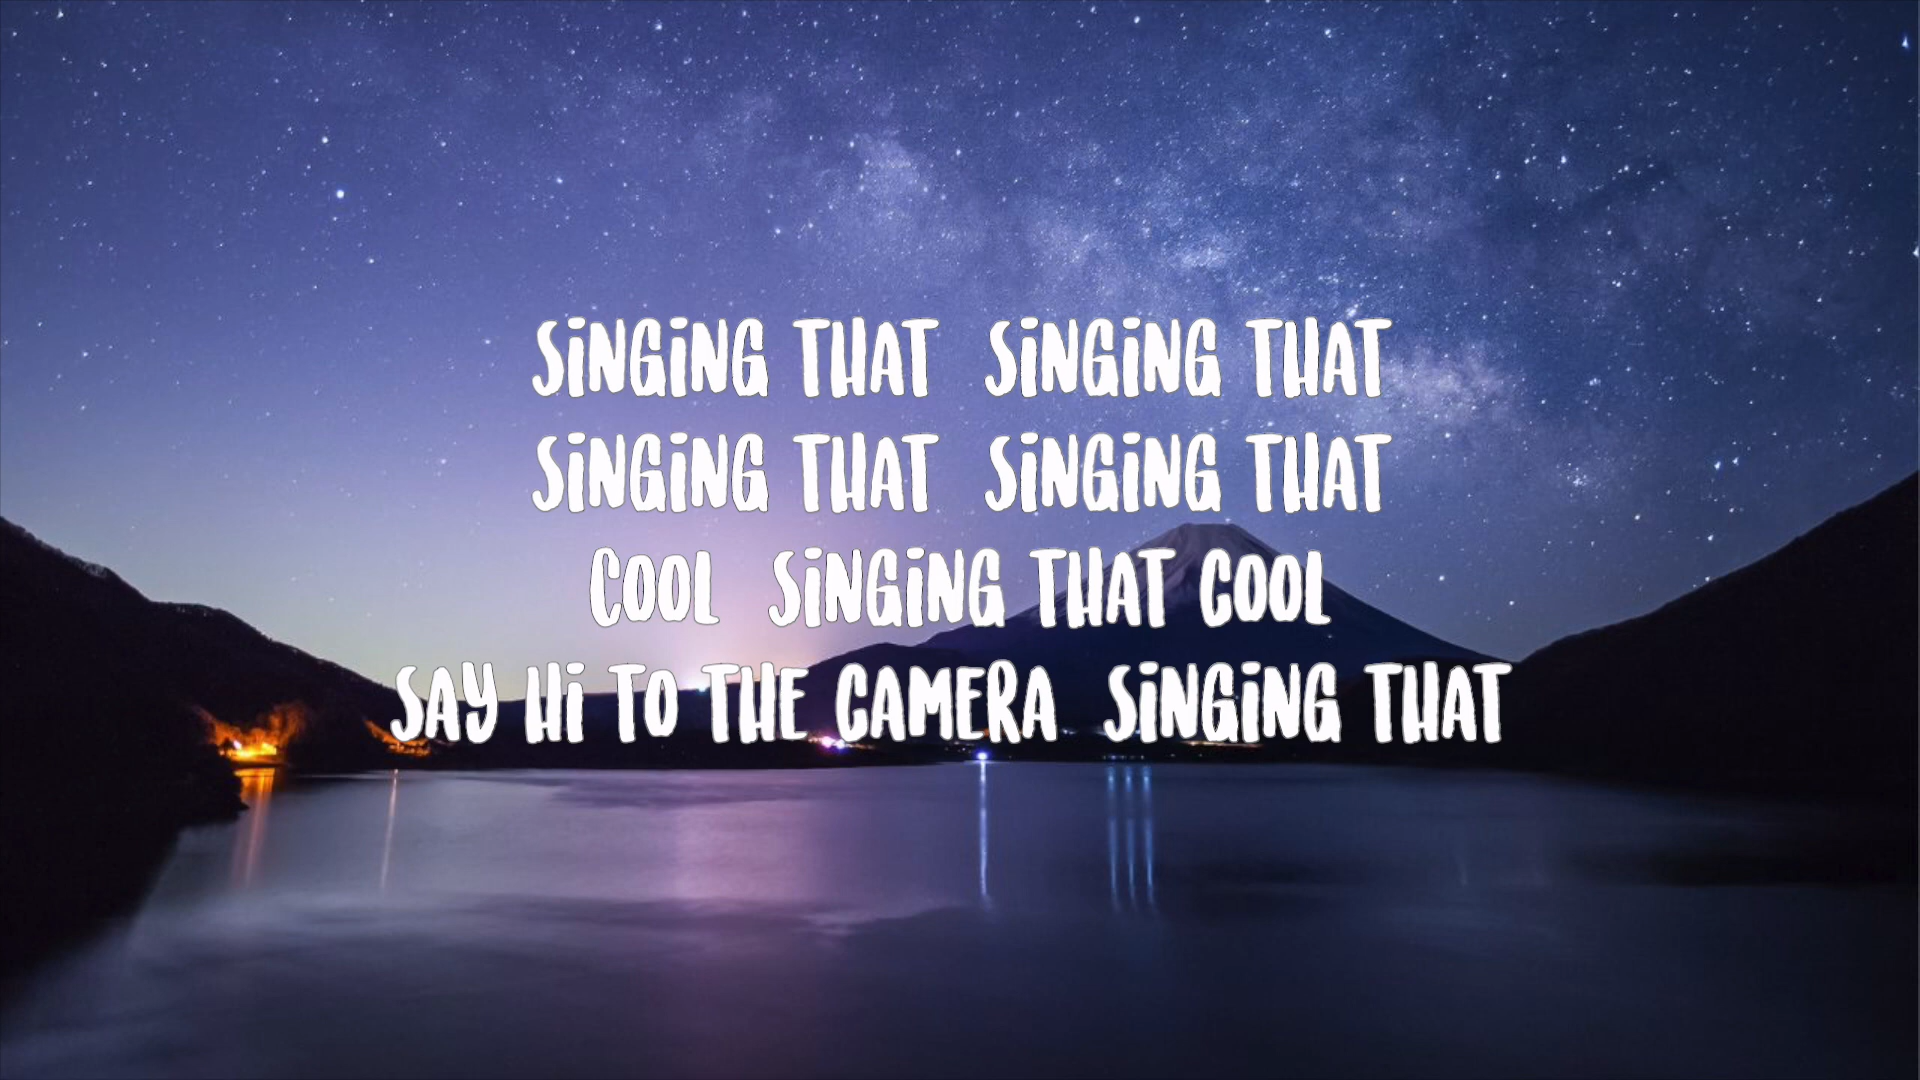 SiNGiNG THAT  SiNGiNG THAT
SiNGiNG THAT  SiNGiNG THAT
COOL  SiNGiNG THAT COOL
SAY Hi TO THE CAMERA  SiNGiNG THAT